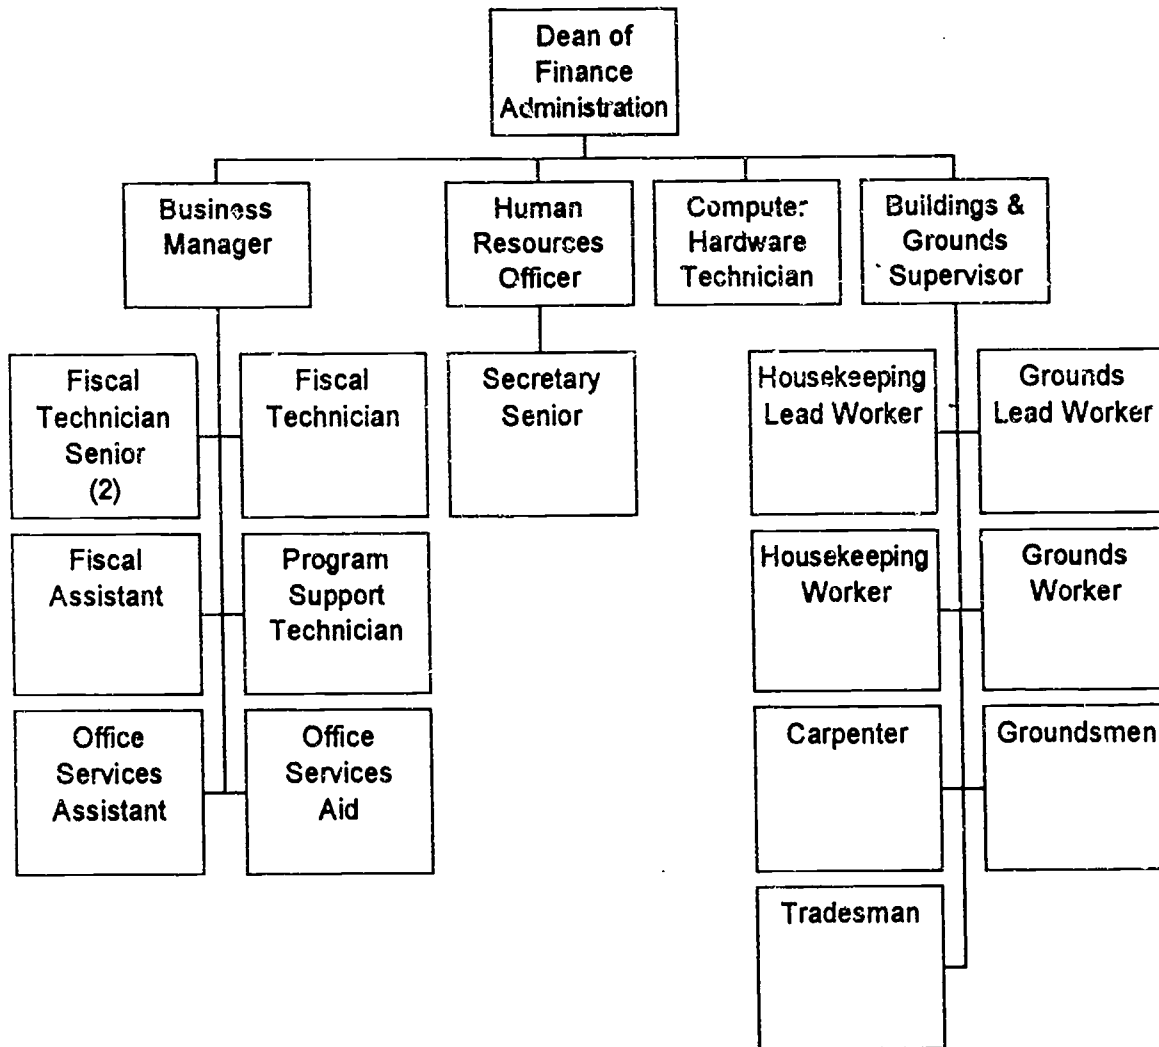 Dean of
Finance
Administration
Business
Manager
Human
Resources
Officer
Computer
Hardware
Technician
Buildings &
Grounds
Supervisor
Fiscal
Technician
Senior
(2)
Fiscal
Technician
Secretary
Senior
Housekeeping
Lead Worker
Grounds
Lead Worker
Fiscal
Assistant
Program
Support
Technician
Housekeeping
Worker
Grounds
Worker
Office
Services
Assistant
Office
Services
Aid
Carpenter
Groundsmen
Tradesman